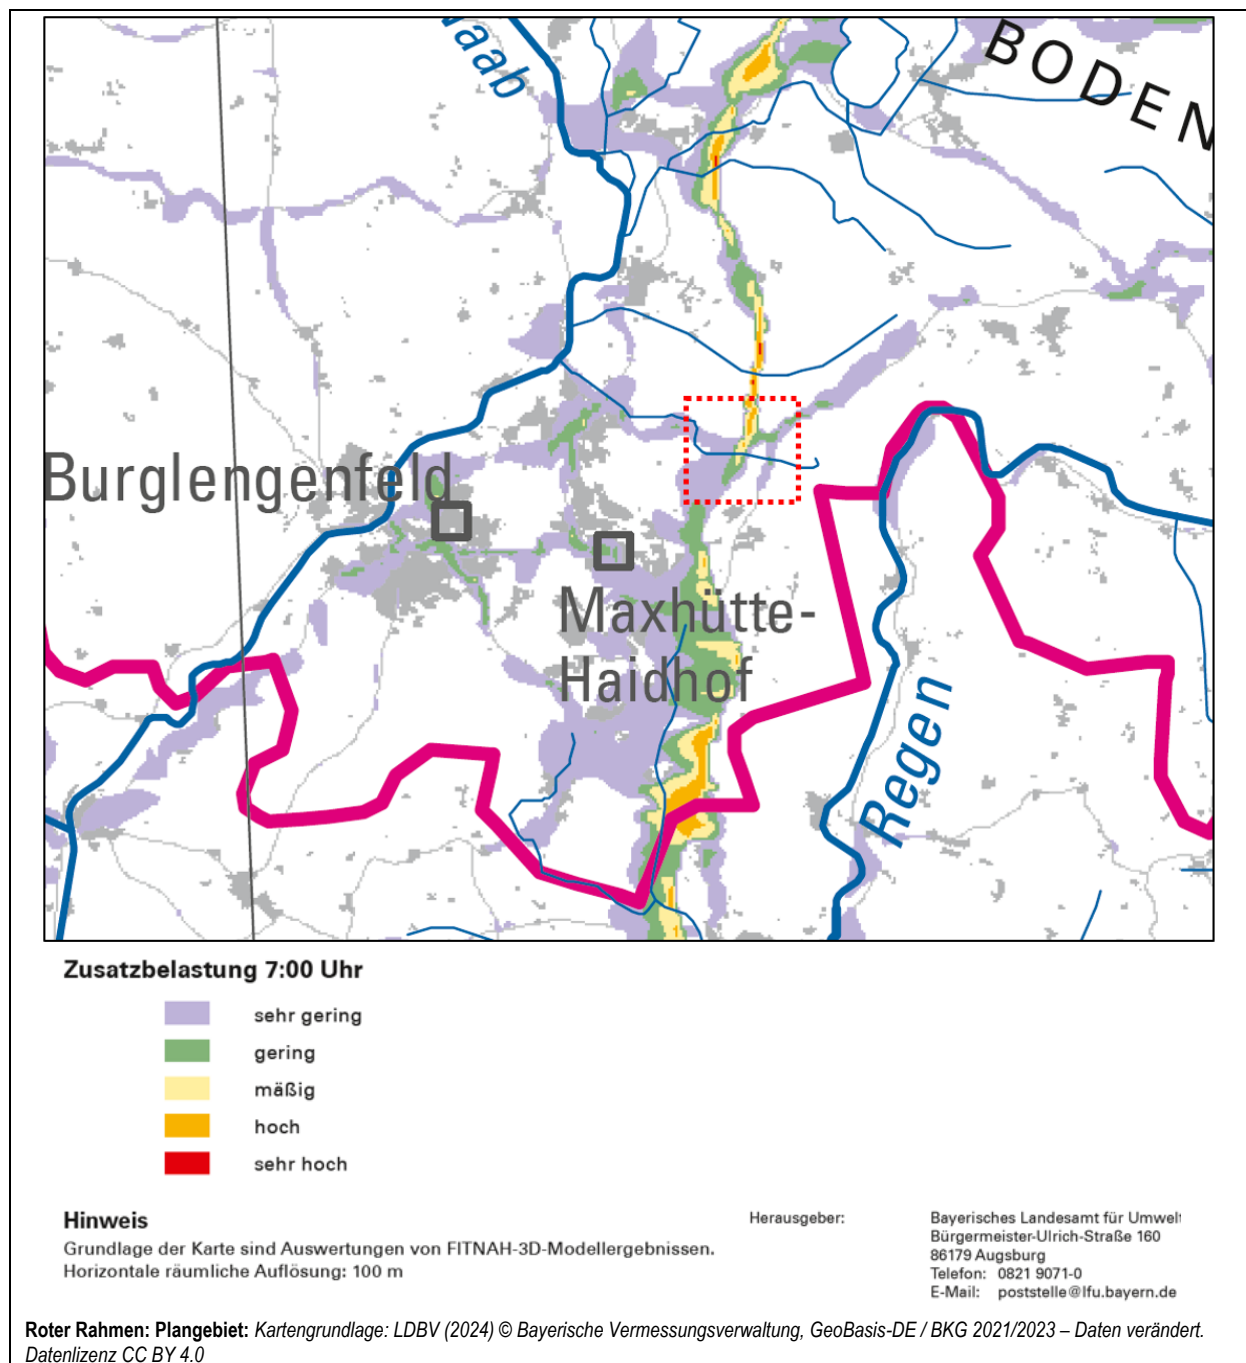 Naab
BODEN
Burglengenfeld
Maxhütte-
Haidhof
Regen
Zusatzbelastung 7:00 Uhr
sehr gering
gering
mäßig
hoch
sehr hoch
Hinweis
Grundlage der Karte sind Auswertungen von FITNAH-3D-Modellergebnissen.
Horizontale räumliche Auflösung: 100 m
Herausgeber:
Bayerisches Landesamt für Umwelt
Bürgermeister-Ulrich-Straße 160
86179 Augsburg
Telefon: 0821 9071-0
E-Mail: poststelle@lfu.bayern.de
Roter Rahmen: Plangebiet: Kartengrundlage: LDBV (2024) © Bayerische Vermessungsverwaltung, GeoBasis-DE / BKG 2021/2023 – Daten verändert.
Datenlizenz CC BY 4.0